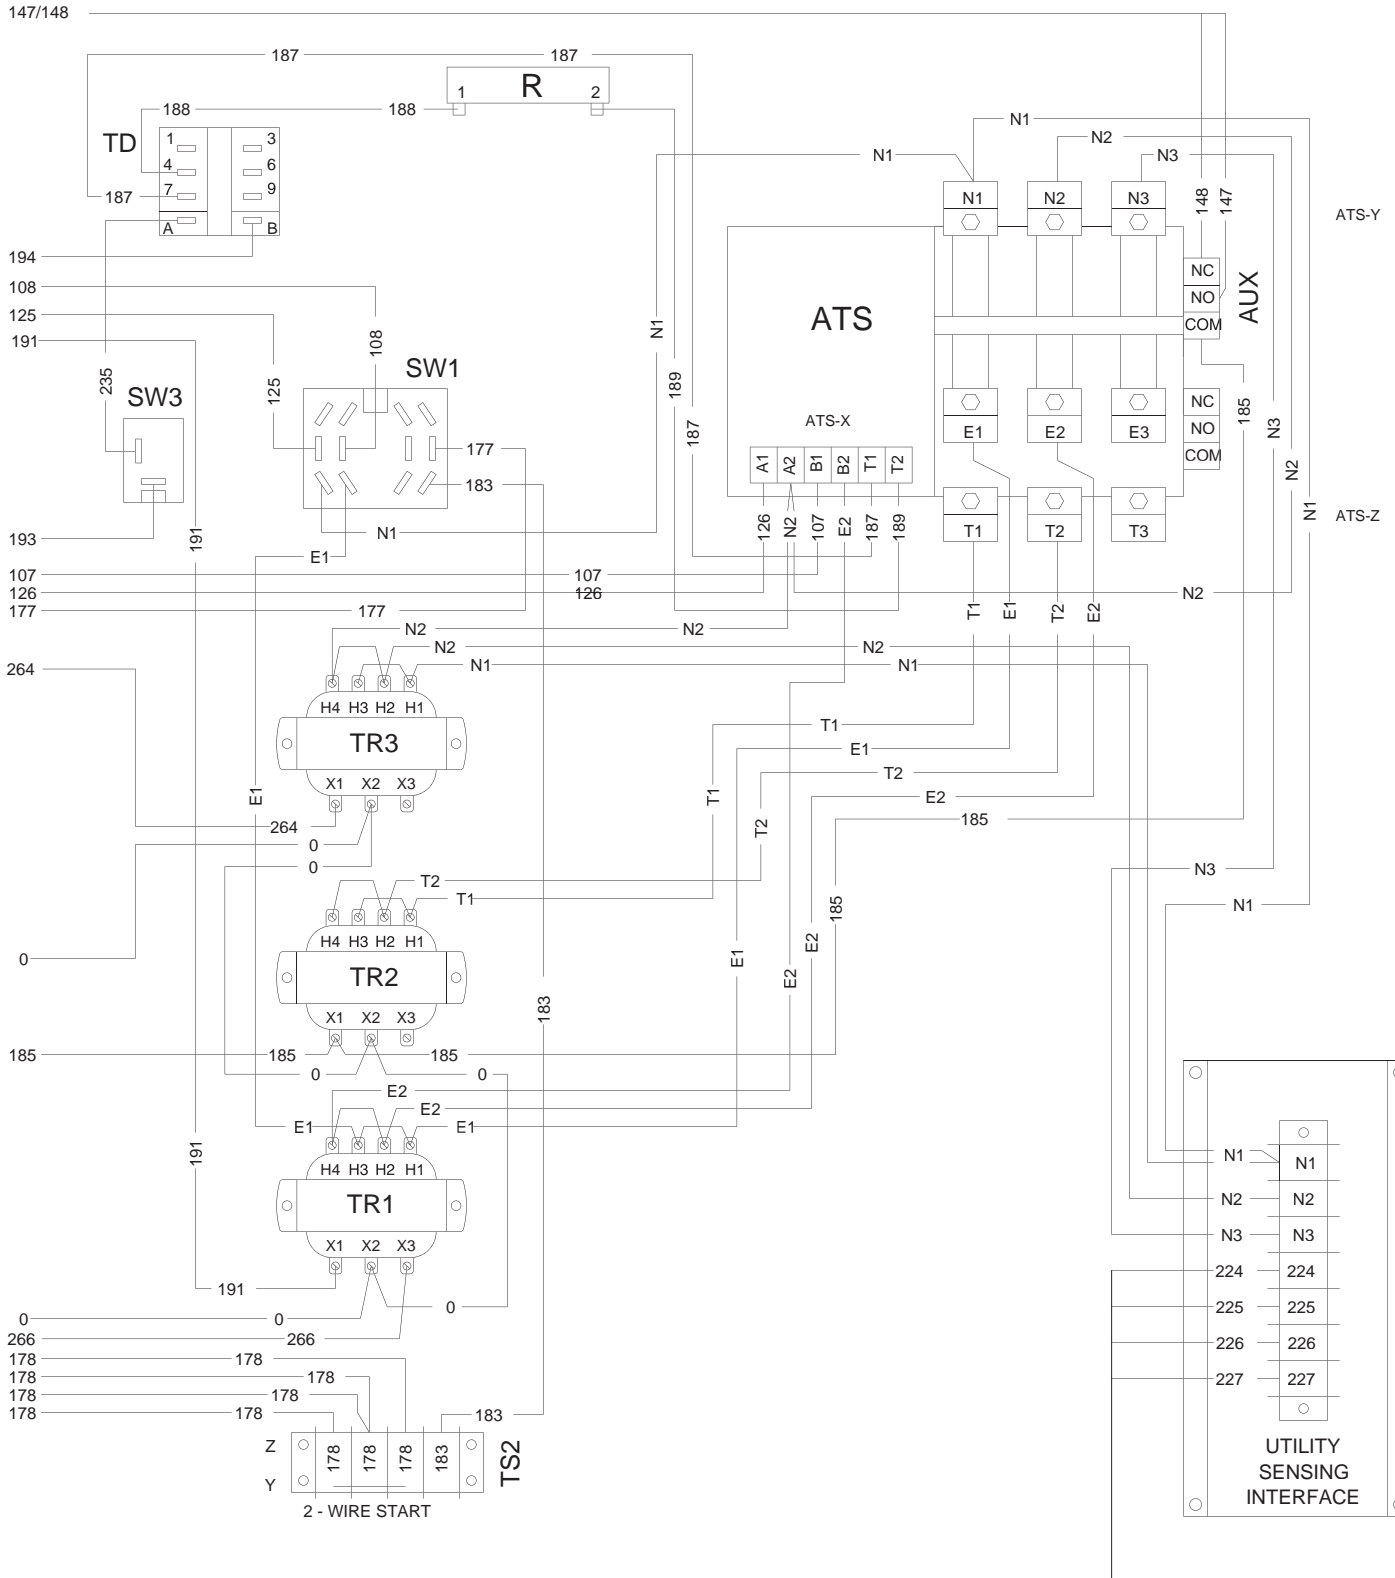 147/148
187 187
R
1 2
188 188
N1
TD
1 3
N2
4 6
N3
N1
7 9
187
N1 N2 N3
148
147
ATS-Y
A B
194
NC
108
NO
AUX
125
ATS
COM
N1
108
191
SW1
235
125
189
SW3
NC
185
187
ATS-X
NO
N3
E1 E2 E3
177
COM
A1 A2 B1 B2 T1 T2
N2
183
N1
ATS-Z
126 N2 107 E2 187 189
T1 T2 T3
N1
193
191
E1
107 107
126 126
N2
177 177
T1 E1 T2 E2
N2 N2
N2 N2
264
N1 N1
H4 H3 H2 H1
T1
TR3
E1
T2
X1 X2 X3
E1
T1
E2
185
264
T2
0
0
N3
T2
T1
185
N1
H4 H3 H2 H1
E2
0
E1
TR2
E2
183
X1 X2 X3
185 185 185
0 0
E2
E2
E1 E1
191
N1 N1
H4 H3 H2 H1
N2 N2
TR1
N3 N3
X1 X2 X3
224 224
191
225 225
0 0 0
266 266
226 226
178 178
178 178
227 227
178 178
178 178
183
Z
178 178 178 183
TS2
UTILITY
SENSING
INTERFACE
Y
2 - WIRE START